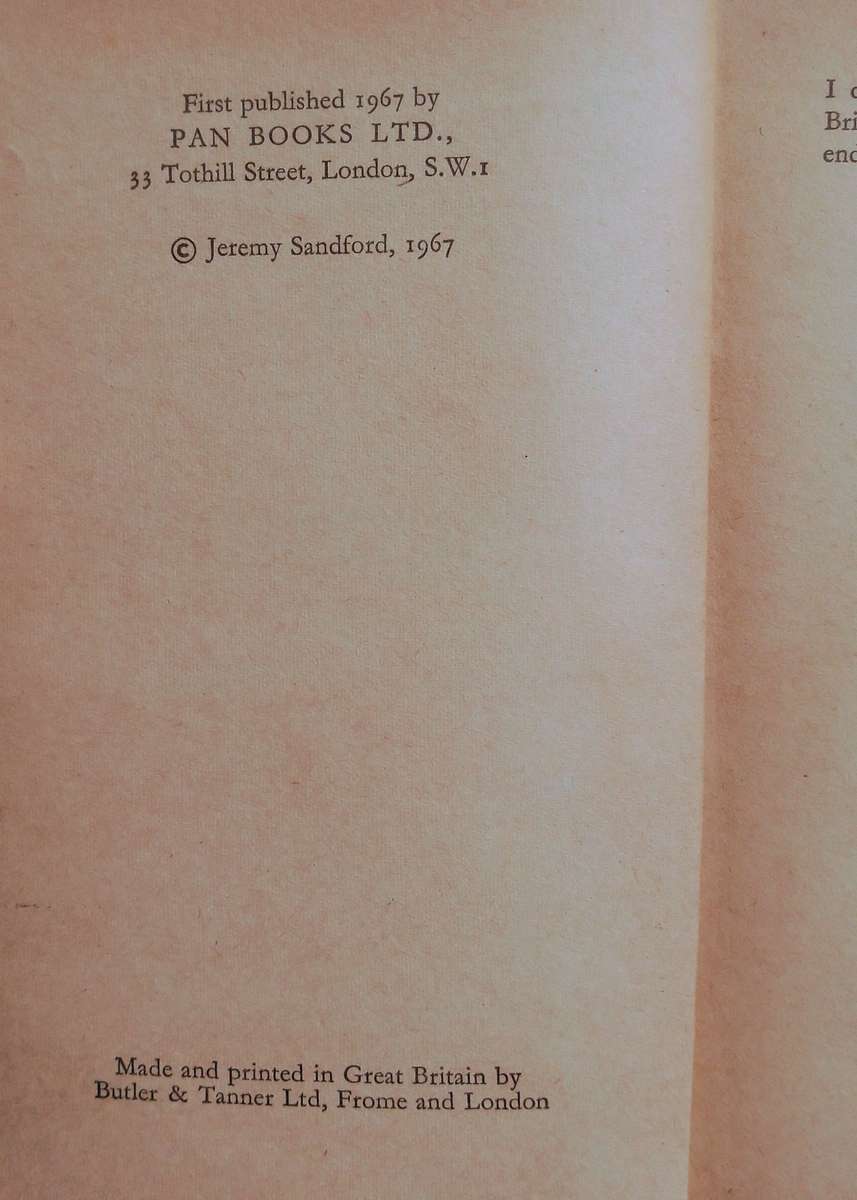 First published 1967 by
PAN BOOKS LTD.,
33 Tothill Street, London, S.W.1
© Jeremy Sandford, 1967
Made and printed in Great Britain by
Butler & Tanner Ltd, Frome and London
I